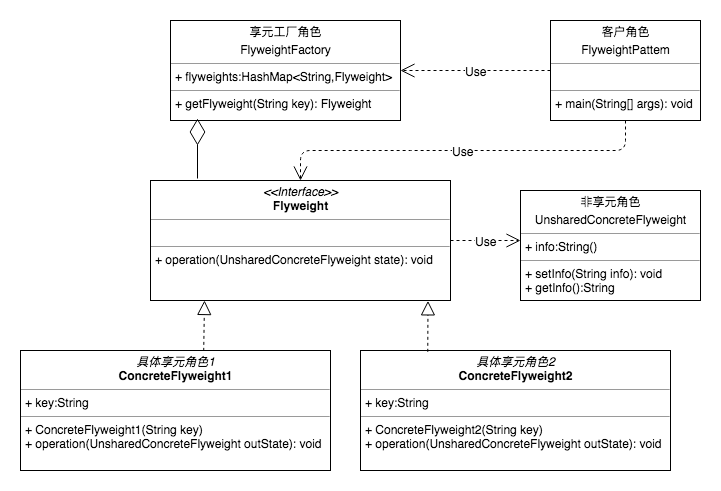 享元工厂角色
FlyweightFactory
+ flyweights:HashMap<String,Flyweight>
+ getFlyweight(String key): Flyweight
客户角色
FlyweightPattem
+ main(String[] args): void
Use
Use
<<Interface>>
Flyweight
+ operation(UnsharedConcreteFlyweight state): void
Use
非享元角色
UnsharedConcreteFlyweight
+ info:String()
+ setInfo(String info): void
+ getInfo():String
具体享元角色1
ConcreteFlyweight1
+ key:String
+ ConcreteFlyweight1(String key)
+ operation(UnsharedConcreteFlyweight outState): void
具体享元角色2
ConcreteFlyweight2
+ key:String
+ ConcreteFlyweight2(String key)
+ operation(UnsharedConcreteFlyweight outState): void